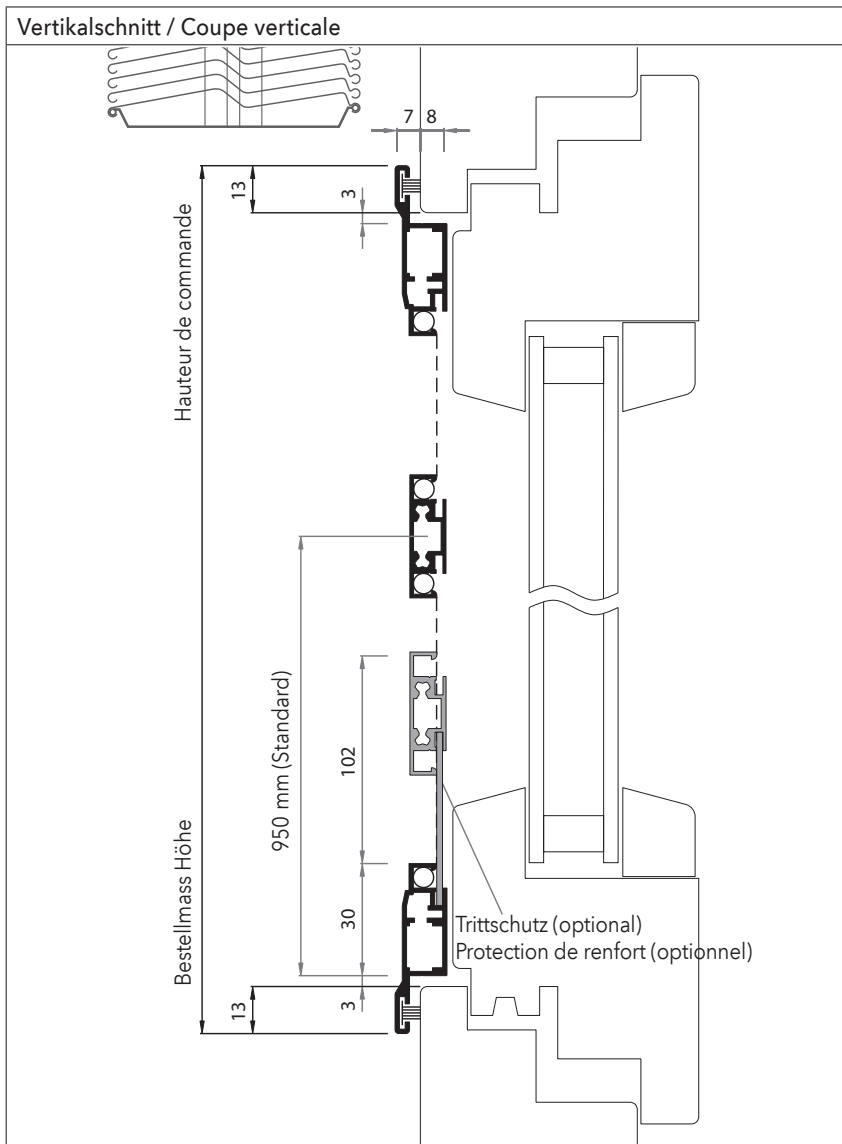 Vertikalschnitt / Coupe verticale
7 8
13
3
Hauteur de commande
950 mm (Standard)
102
Bestellmass Höhe
30
Trittschutz (optional)
Protection de renfort (optionnel)
13
3